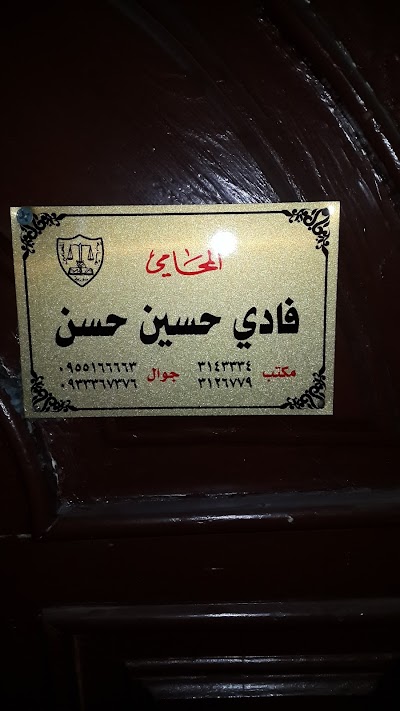 المحامي
فادي حسين حسن
مكتب ٣١٤٣٣٣٤ جوال ٠٩٥٥١٦٦٦٦٣
٣١٢٦٧٧٩ ٠٩٣٣٣٦٧٣٧٦